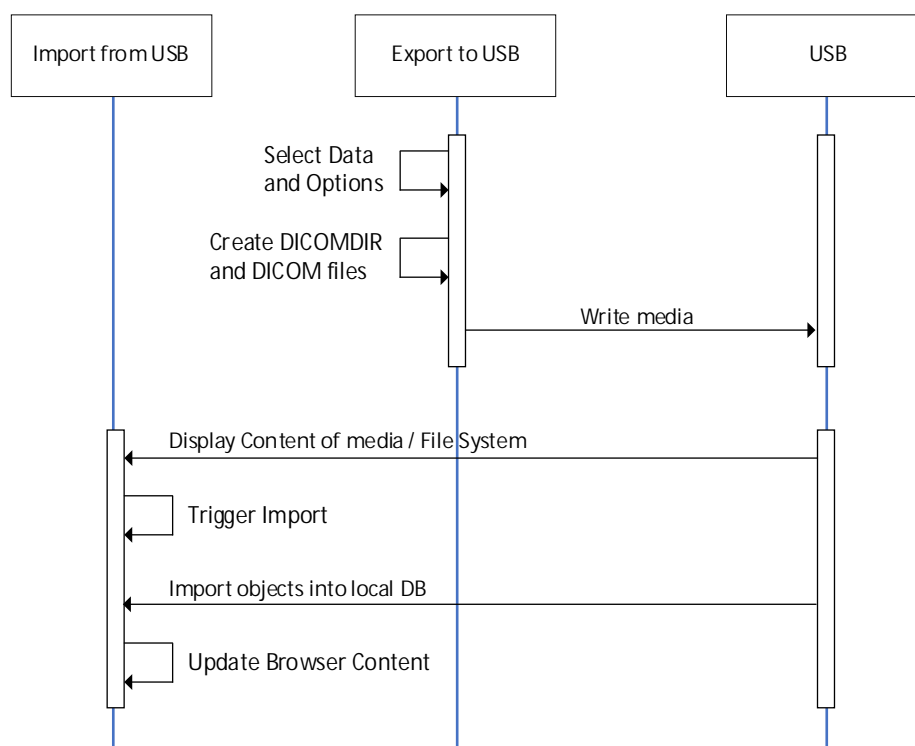 Import from USB
Export to USB
USB
Select Data
and Options
Create DICOMDIR
and DICOM files
Write media
Display Content of media / File System
Trigger Import
Import objects into local DB
Update Browser Content